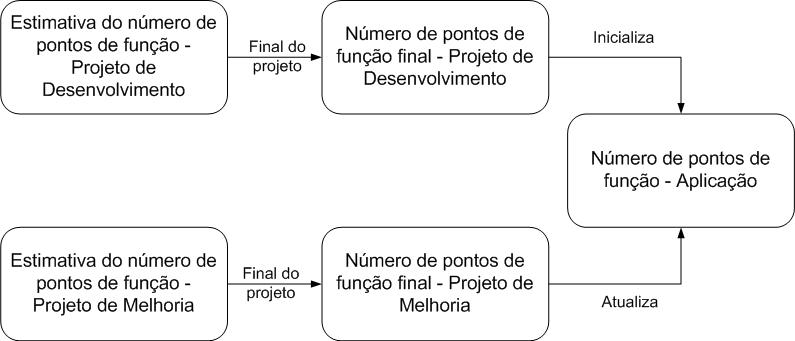 Estimativa do número de
pontos de função -
Projeto de
Desenvolvimento
Final do
projeto
Número de pontos de
função final - Projeto de
Desenvolvimento
Inicializa
Número de pontos de
função - Aplicação
Estimativa do número de
pontos de função -
Projeto de Melhoria
Final do
projeto
Número de pontos de
função final - Projeto de
Melhoria
Atualiza